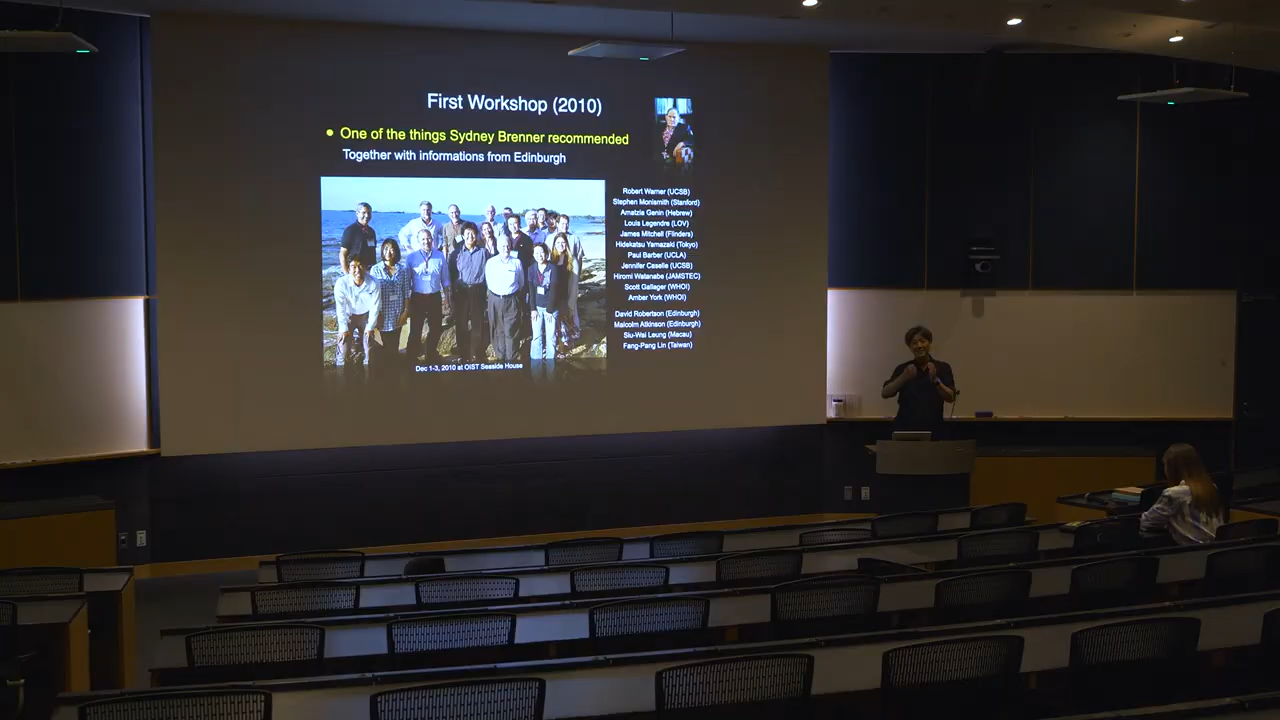 First Workshop (2010)
One of the things Sydney Brenner recommended
Together with informations from Edinburgh
Robert Warner (UCSB)
Stephen Monismith (Stanford)
Amatzia Genin (Hebrew)
Louis Legendre (LOV)
James Mitchell (Flinders)
Hidekatsu Yamazaki (Tokyo)
Paul Barber (UCLA)
Jennifer Caselle (UCSB)
Hiromi Watanabe (JAMSTEC)
Scott Gallager (WHOI)
Amber York (WHOI)
David Robertson (Edinburgh)
Malcolm Atkinson (Edinburgh)
Siu-Wai Leung (Macau)
Fang-Pang Lin (Taiwan)
Dec 1-3, 2010 at OIST Seaside House